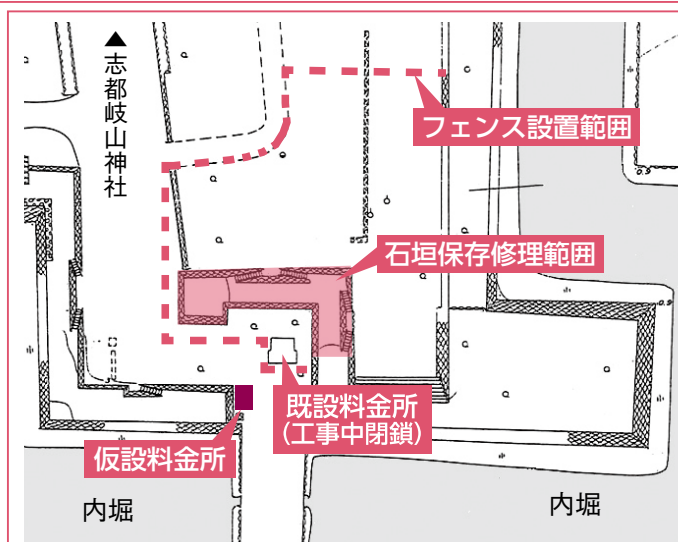 ▲志都岐山神社
フェンス設置範囲
石垣保存修理範囲
既設料金所
(工事中閉鎖)
仮設料金所
内堀
内堀